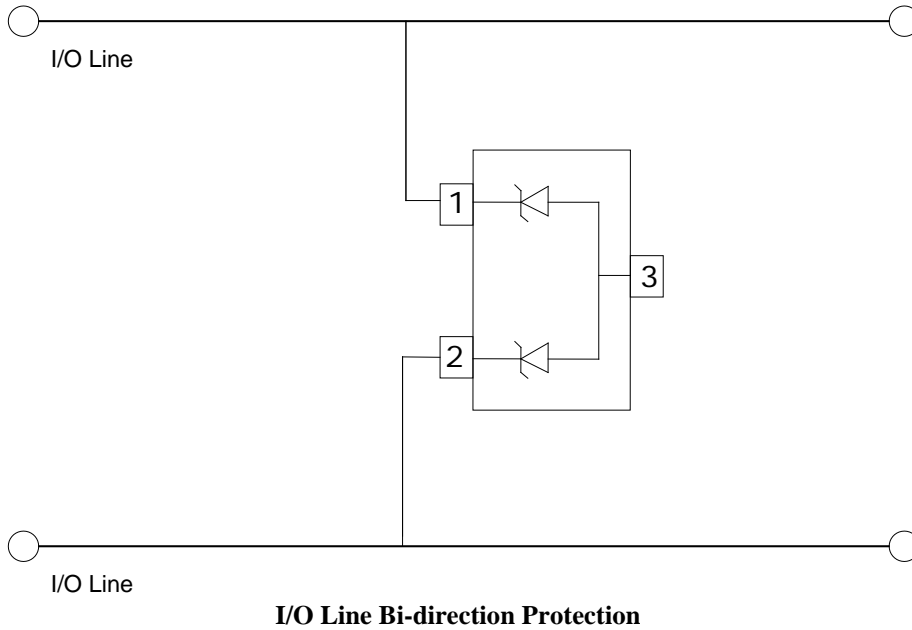 I/O Line
1
3
2
I/O Line
I/O Line Bi-direction Protection